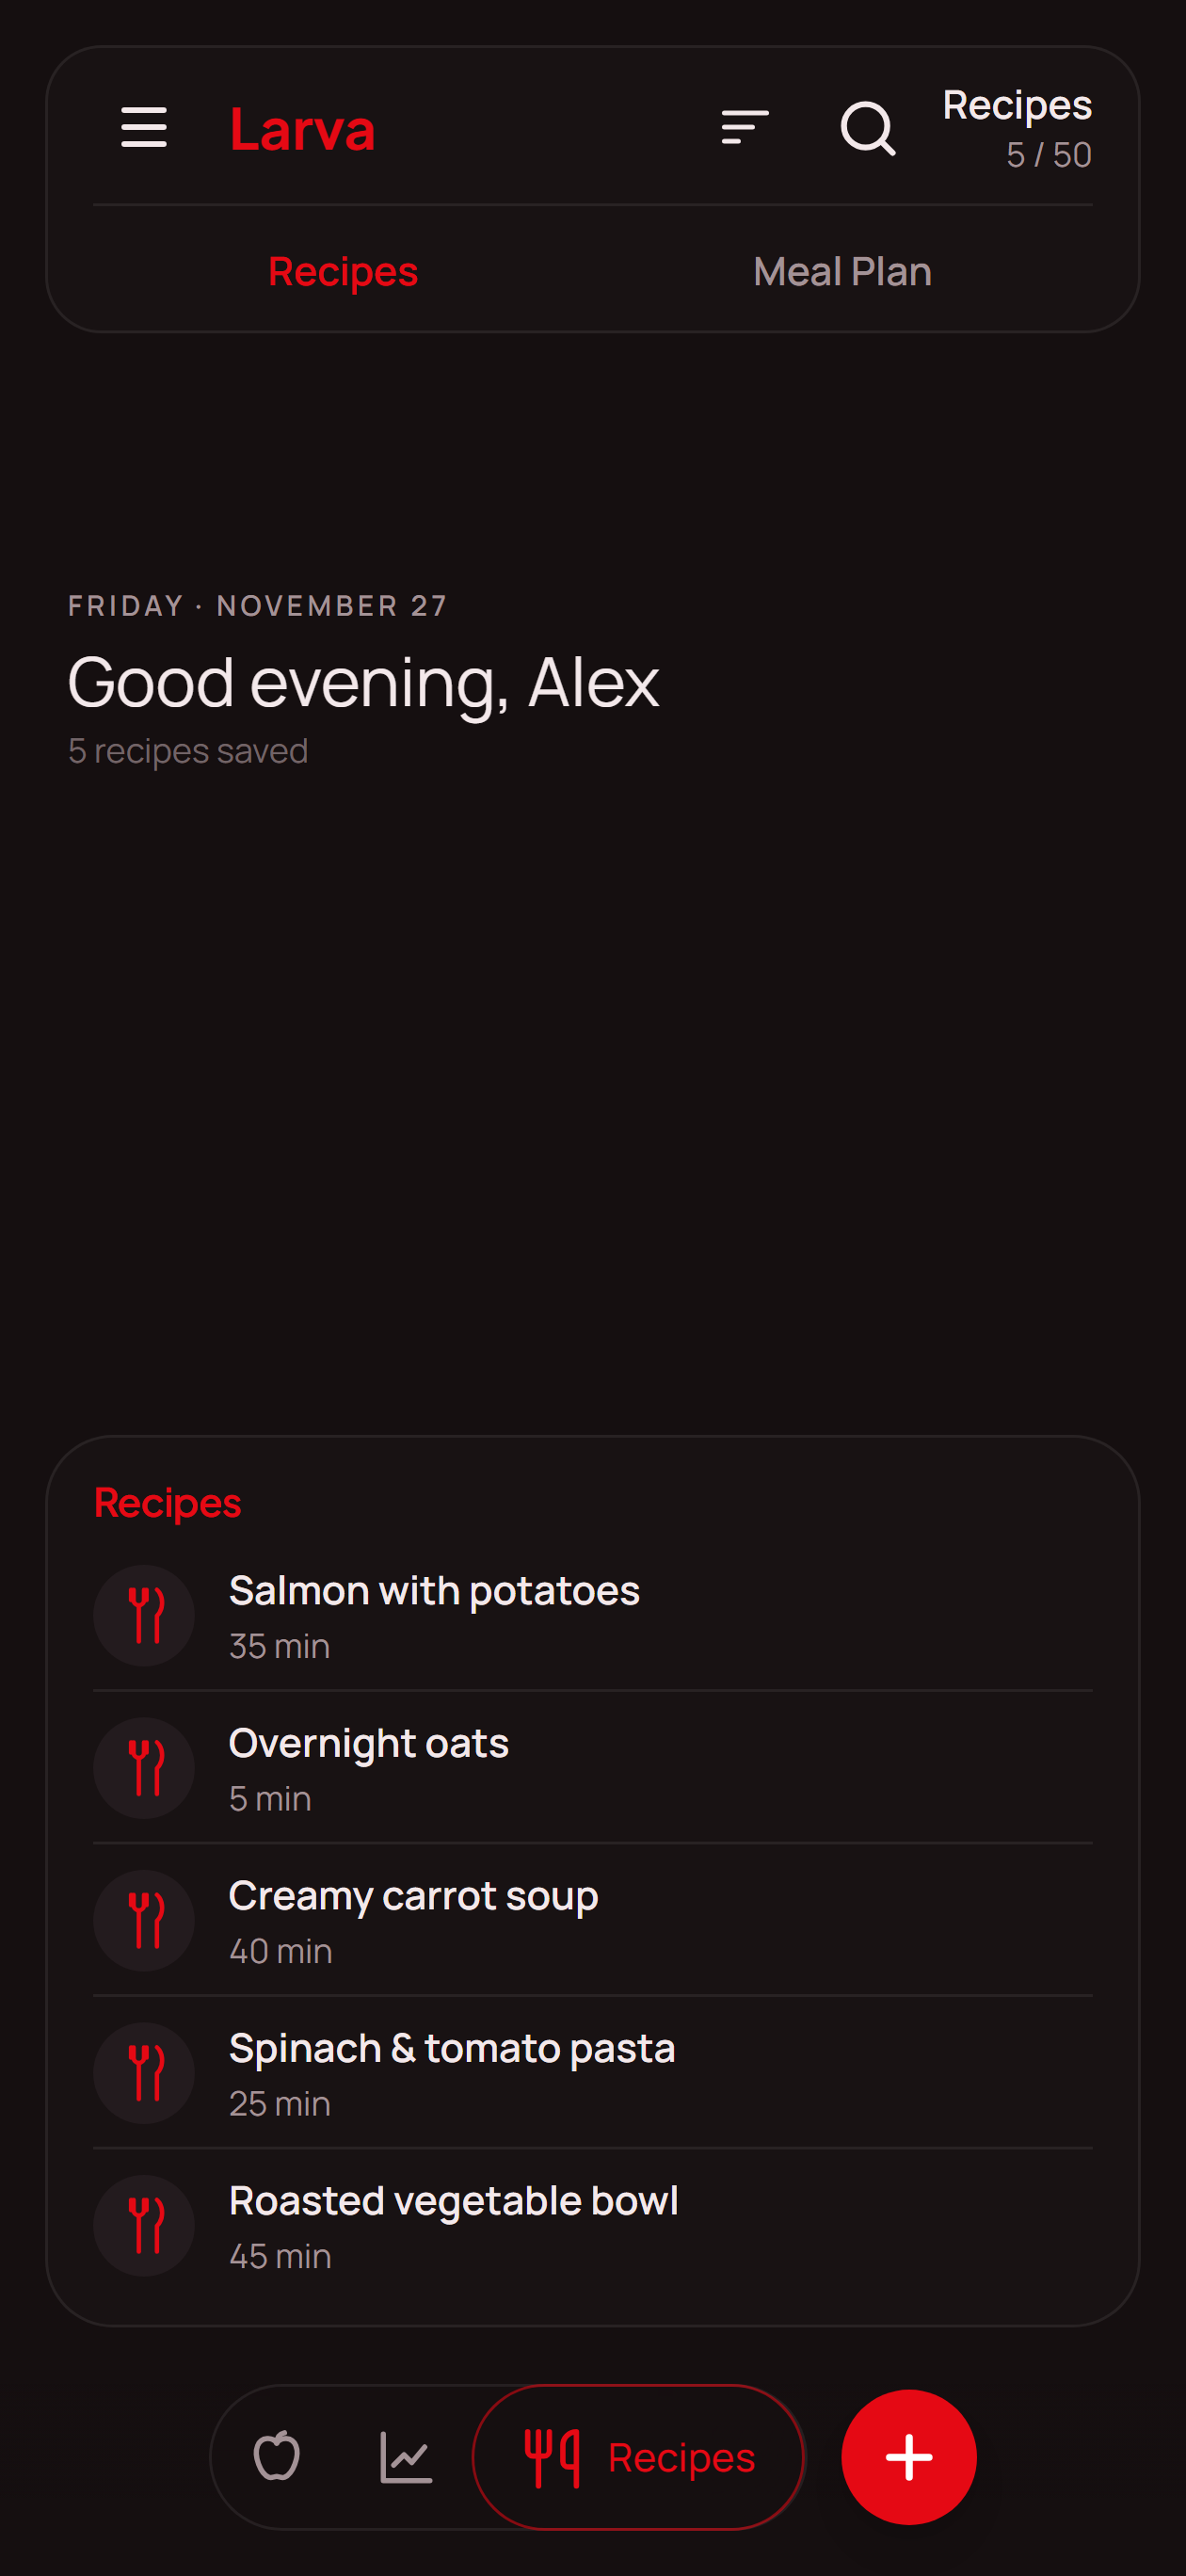 Larva
Recipes
5 / 50
Recipes
Meal Plan
FRIDAY · NOVEMBER 27
Good evening, Alex
5 recipes saved
Recipes
Salmon with potatoes
35 min
Overnight oats
5 min
Creamy carrot soup
40 min
Spinach & tomato pasta
25 min
Roasted vegetable bowl
45 min
Recipes